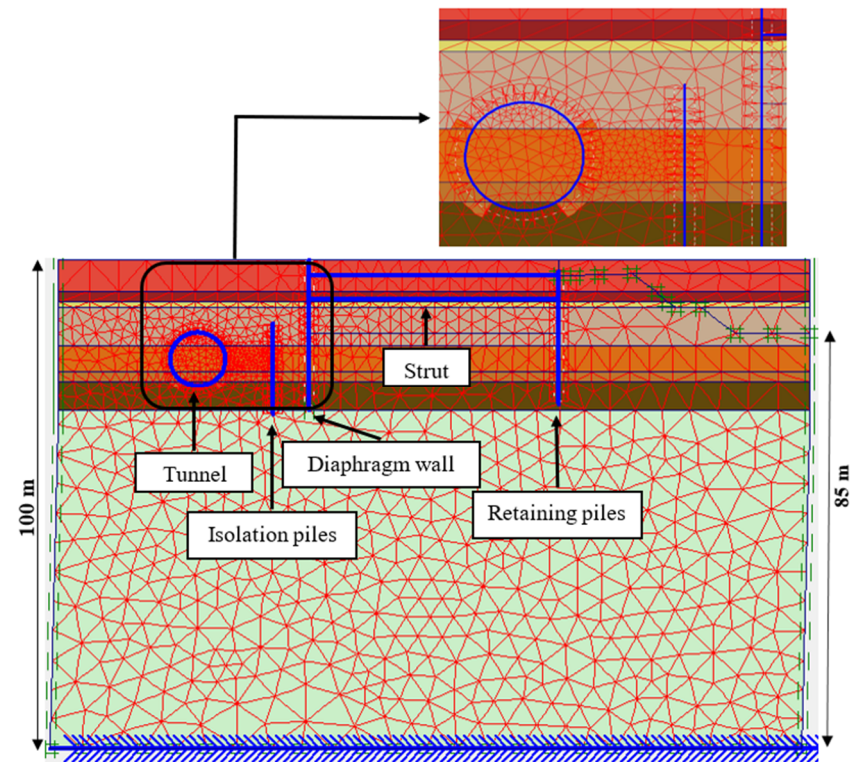 Strut
Tunnel
Diaphragm wall
Isolation piles
Retaining piles
100 m
85 m